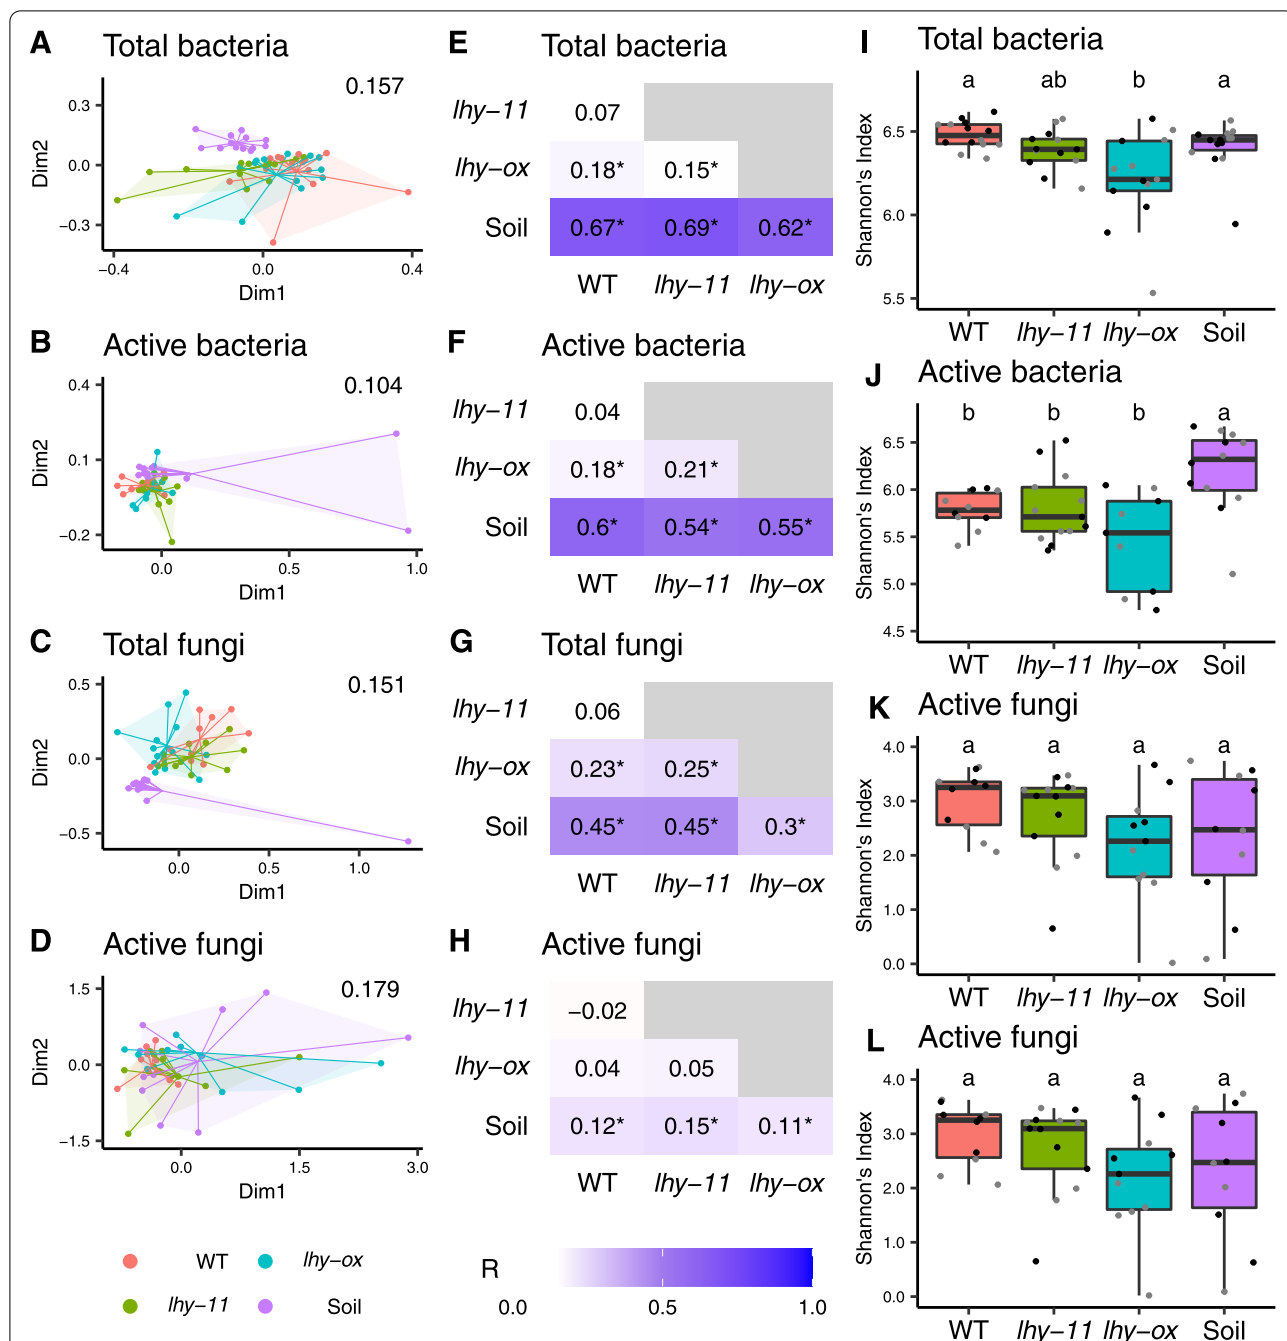 A Total bacteria
0.157
0.3
0.0
−0.3
Dim2
−0.4 0.0 0.4
Dim1
B Active bacteria
0.104
0.4
0.1
−0.2
Dim2
0.0 0.5 1.0
Dim1
C Total fungi
0.151
0.5
0.0
−0.5
Dim2
0.0 0.5 1.0
Dim1
D Active fungi
0.179
1.5
0.0
−1.5
Dim2
0.0 1.5 3.0
Dim1
WT lhy−ox
lhy−11 Soil
E Total bacteria
lhy−11 0.07
lhy−ox 0.18* 0.15*
Soil 0.67* 0.69* 0.62*
WT lhy−11 lhy−ox
F Active bacteria
lhy−11 0.04
lhy−ox 0.18* 0.21*
Soil 0.6* 0.54* 0.55*
WT lhy−11 lhy−ox
G Total fungi
lhy−11 0.06
lhy−ox 0.23* 0.25*
Soil 0.45* 0.45* 0.3*
WT lhy−11 lhy−ox
H Active fungi
lhy−11 −0.02
lhy−ox 0.04 0.05
Soil 0.12* 0.15* 0.11*
WT lhy−11 lhy−ox
R
0.0 0.5 1.0
I Total bacteria
a ab b a
6.5
6.0
5.5
Shannon's Index
WT lhy−11 lhy−ox Soil
J Active bacteria
b b b a
6.5
6.0
5.5
5.0
4.5
Shannon's Index
WT lhy−11 lhy−ox Soil
K Active fungi
a a a a
4.0
3.0
2.0
1.0
0.0
Shannon's Index
WT lhy−11 lhy−ox Soil
L Active fungi
a a a a
4.0
3.0
2.0
1.0
0.0
Shannon's Index
WT lhy−11 lhy−ox Soil